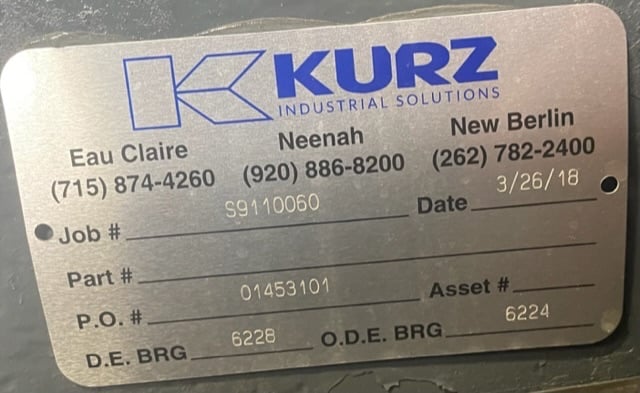 KURZ
INDUSTRIAL SOLUTIONS
Eau Claire Neenah New Berlin
(715) 874-4260 (920) 886-8200 (262) 782-2400
Job # S9110060 Date 3/26/18
Part #
P.O. # 01453101 Asset #
D.E. BRG 6228 O.D.E. BRG 6224